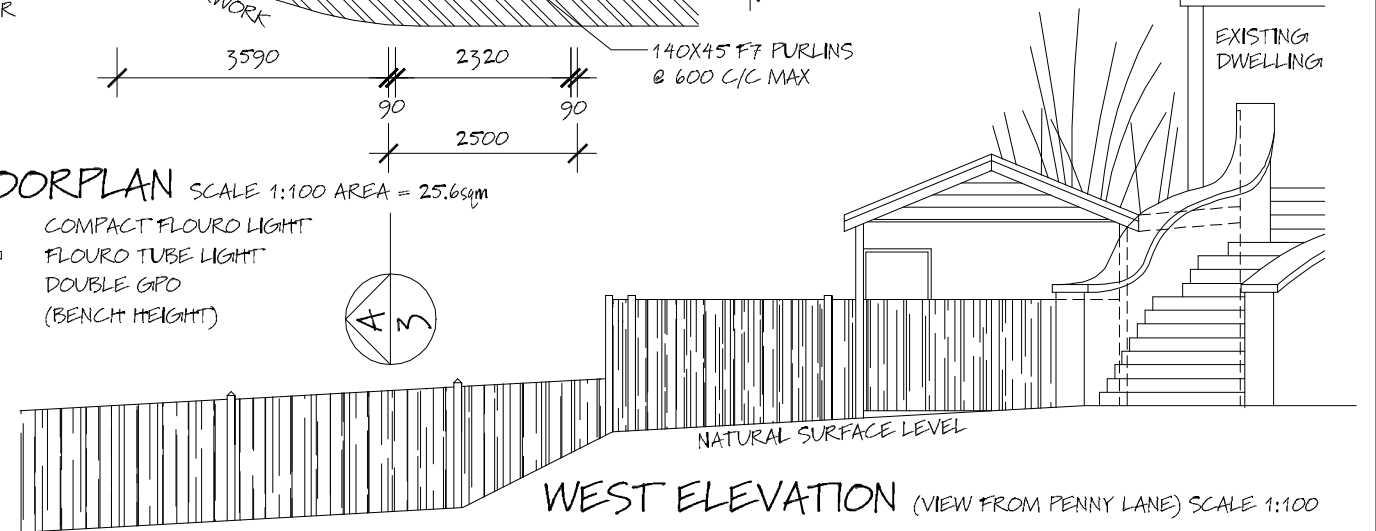 R
WORK
3590
2320
140X45 F7 PURLINS
@ 600 C/C MAX
90
90
2500
EXISTING
DWELLING
OORPLAN SCALE 1:100 AREA = 25.6sqm
COMPACT FLOURO LIGHT
FLOURO TUBE LIGHT
DOUBLE GPO
(BENCH HEIGHT)
A
3
NATURAL SURFACE LEVEL
WEST ELEVATION (VIEW FROM PENNY LANE) SCALE 1:100